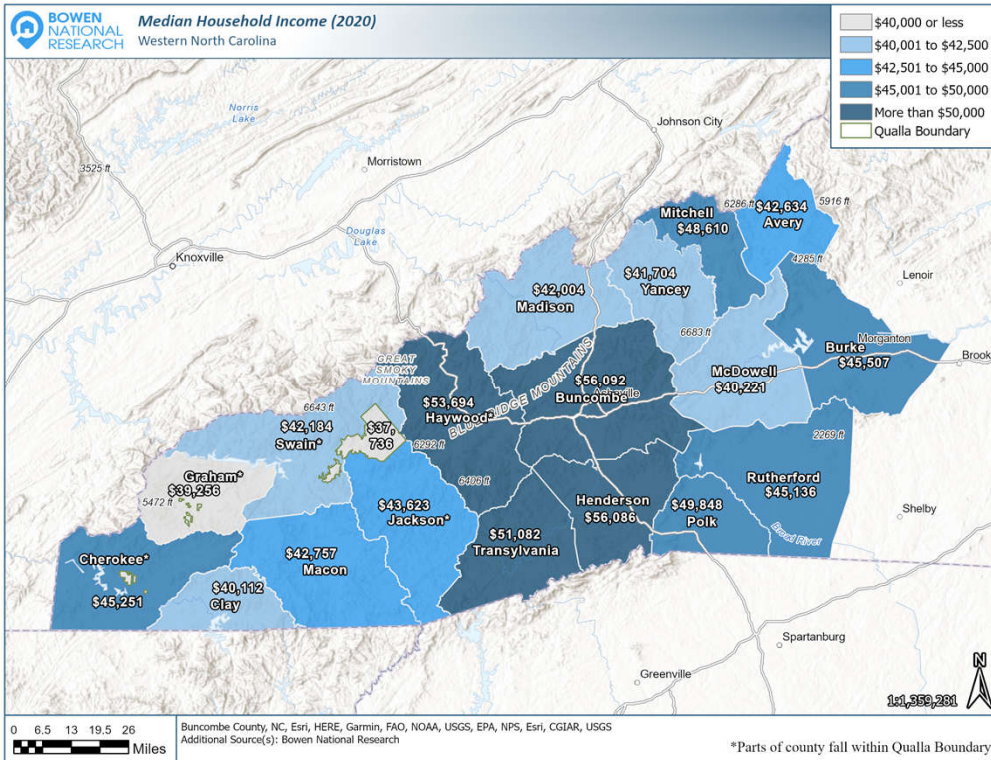 BOWEN
NATIONAL
RESEARCH
Median Household Income (2020)
Western North Carolina
$40,000 or less
$40,001 to $42,500
$42,501 to $45,000
$45,001 to $50,000
More than $50,000
Qualla Boundary
Norris
Lake
Johnson City
3525 ft
Morristown
Mitchell
$48,610
6286 ft
$42,634
Avery
5916 ft
Douglas
Lake
Knoxville
4285 ft
Lenoir
$42,004
Madison
$41,704
Yancey
6683 ft
Morganton
Burke
$45,507
Brook
GREAT
SMOKY
MOUNTAINS
McDowell
$40,221
$53,694
Haywood*
BLUE RIDGE MOUNTAINS
$56,092
Asheville
Buncombe
6643 ft
$42,184
Swain*
$37,
736
6292 ft
2269 ft
Graham*
$39,256
5472 ft
6406 ft
Rutherford
$45,136
Henderson
$56,086
$49,848
Polk
$43,623
Jackson*
Shelby
Broad River
$51,082
Transylvania
Cherokee*
$45,251
$42,757
Macon
$40,112
Clay
Spartanburg
Greenville
N
1:1,359,281
0 6.5 13 19.5 26
Miles
Buncombe County, NC, Esri, HERE, Garmin, FAO, NOAA, USGS, EPA, NPS, Esri, CGIAR, USGS
Additional Source(s): Bowen National Research
*Parts of county fall within Qualla Boundary